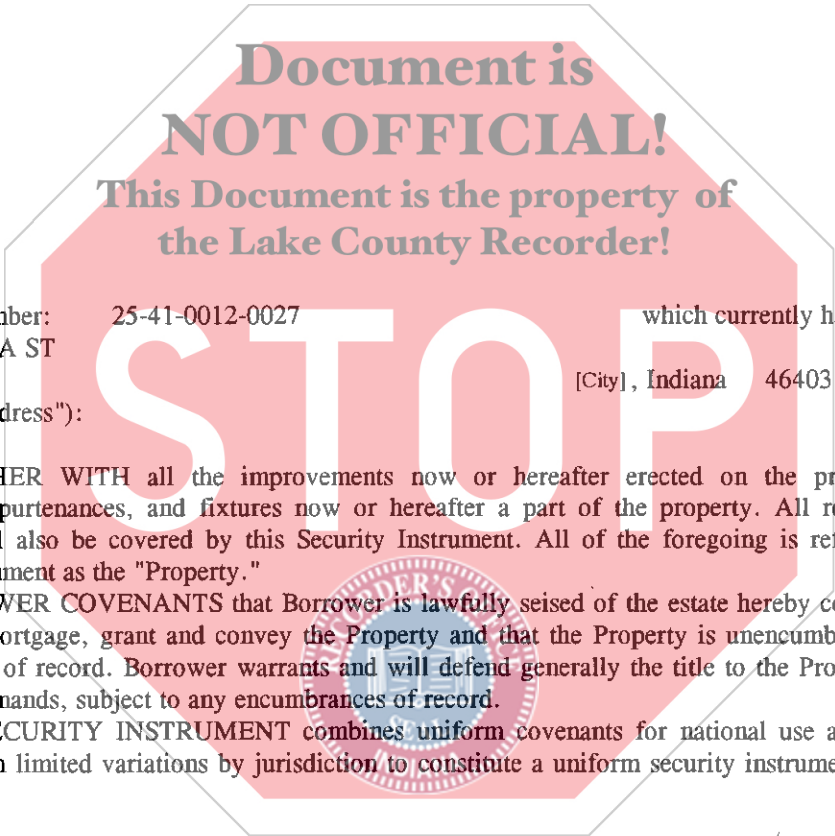 Document is
NOT OFFICIAL!
This Document is the property of
the Lake County Recorder!
nber: 25-41-0012-0027 which currently h
A ST
[City], Indiana 46403
dress"):
STOP
HER WITH all the improvements now or hereafter erected on the pr
purtenances, and fixtures now or hereafter a part of the property. All r
l also be covered by this Security Instrument. All of the foregoing is ref
ument as the "Property."
WER COVENANTS that Borrower is lawfully seised of the estate hereby c
ortgage, grant and convey the Property and that the Property is unencumb
of record. Borrower warrants and will defend generally the title to the Pro
mands, subject to any encumbrances of record.
CURITY INSTRUMENT combines uniform covenants for national use a
n limited variations by jurisdiction to constitute a uniform security instrume
SEAL